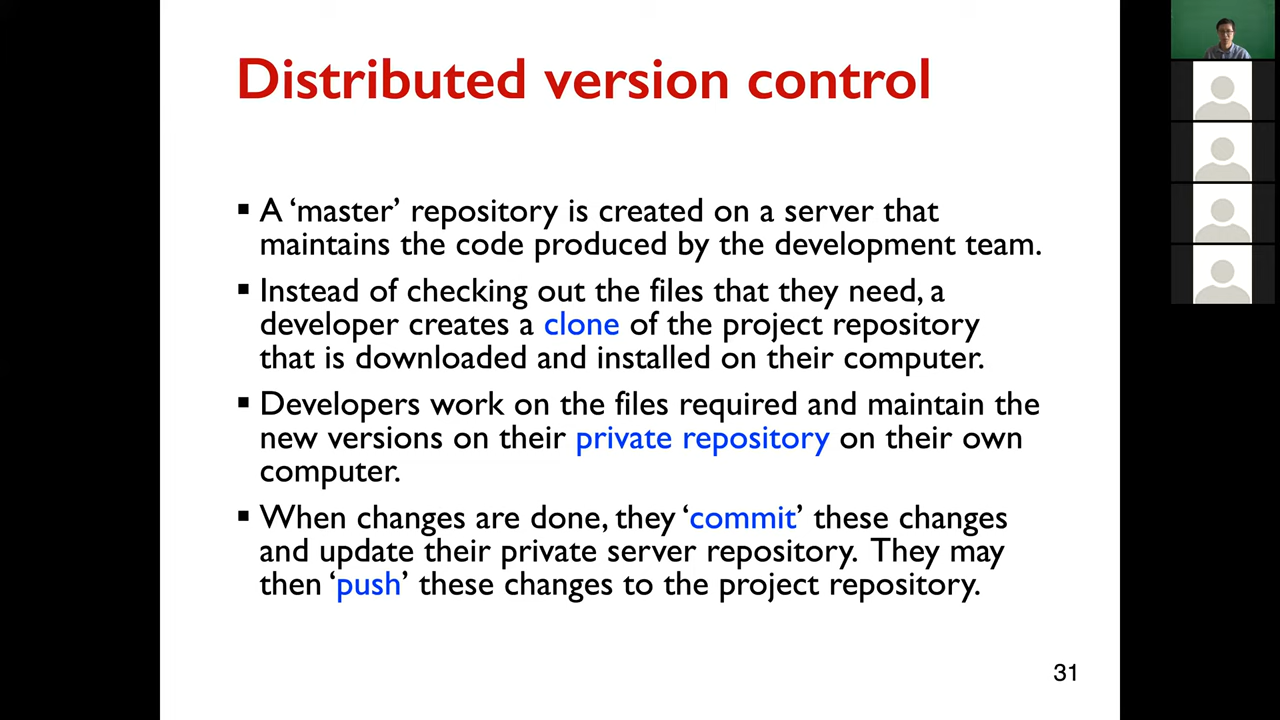 Distributed version control
▪ A ‘master’ repository is created on a server that
maintains the code produced by the development team.
▪ Instead of checking out the files that they need, a
developer creates a clone of the project repository
that is downloaded and installed on their computer.
▪ Developers work on the files required and maintain the
new versions on their private repository on their own
computer.
▪ When changes are done, they ‘commit’ these changes
and update their private server repository. They may
then ‘push’ these changes to the project repository.
31